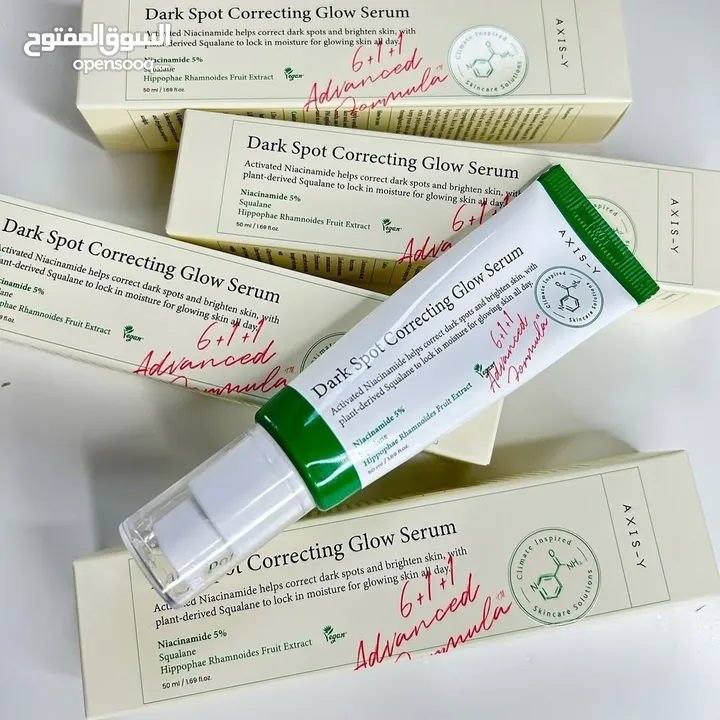 السوق المفتوح
opensooq.com
Dark Spot Correcting Glow Serum
Niacinamide helps correct dark spots and brighten skin, with
plant-derived Squalane to lock in moisture for glowing skin all day.
Niacinamide 5%
Squalane
Hippophae Rhamnoides Fruit Extract
Vegan
50 ml / 1.69 fl.oz.
6+1+1
Advanced
Formula™
Climate Inspired
Skincare Solutions
AXIS-Y
Dark Spot Correcting Glow Serum
Activated Niacinamide helps correct dark spots and brighten skin, with
plant-derived Squalane to lock in moisture for glowing skin all day.
Niacinamide 5%
Squalane
Hippophae Rhamnoides Fruit Extract
Vegan
50 ml / 1.69 fl.oz.
6+1
AXIS-Y
Dark Spot Correcting Glow Serum
Activated Niacinamide helps correct dark spots and brighten skin, with
plant-derived Squalane to lock in moisture for glowing skin all day.
Hippophae Rhamnoides Fruit Extract
Vegan
6+1+1
Advanced
Formula™
Dark Spot Correcting Glow Serum
Activated Niacinamide helps correct dark spots and brighten skin, with
plant-derived Squalane to lock in moisture for glowing skin all day.
Niacinamide 5%
Hippophae Rhamnoides Fruit Extract
50 ml / 1.69 fl.oz.
Vegan
6+1+1
Advanced
Formula
Climate Inspired
N NH₂ O
Skincare Solutions
AXIS-Y
Spot Correcting Glow Serum
Activated Niacinamide helps correct dark spots and brighten skin, with
plant-derived Squalane to lock in moisture for glowing skin all day.
Niacinamide 5%
Squalane
Hippophae Rhamnoides Fruit Extract
Vegan
50 ml / 1.69 fl.oz.
6+1+1
Advanced
Formula™
Climate Inspired
N O NH₂
Skincare Solutions
AXIS-Y